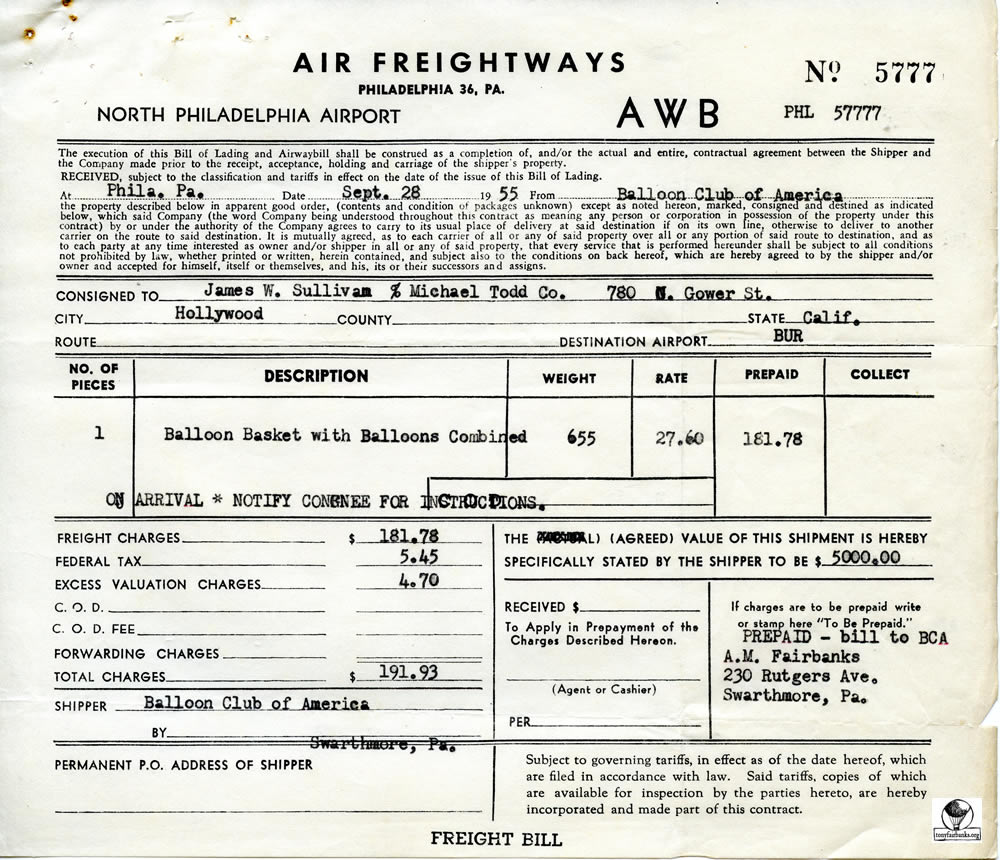 AIR FREIGHTWAYS
PHILADELPHIA 36, PA.
Nº 5777
NORTH PHILADELPHIA AIRPORT
AWB
PHL 57777
The execution of this Bill of Lading and Airwaybill shall be construed as a completion of, and/or the actual and entire, contractual agreement between the Shipper and
the Company made prior to the receipt, acceptance, holding and carriage of the shipper's property.
RECEIVED, subject to the classification and tariffs in effect on the date of the issue of this Bill of Lading.
At Phila. Pa. Date Sept. 28 1955 From Balloon Club of America
the property described below in apparent good order, (contents and condition of packages unknown) except as noted hereon, marked, consigned and destined as indicated
below, which said Company (the word Company being understood throughout this contract as meaning any person or corporation in possession of the property under this
contract) by or under the authority of the Company agrees to carry to its usual place of delivery at said destination if on its own line, otherwise to deliver to another
carrier on the route to said destination. It is mutually agreed, as to each carrier of all or any of said property over all or any portion of said route to destination, and as
to each party at any time interested as owner and/or shipper in all or any of said property, that every service that is performed hereunder shall be subject to all conditions
not prohibited by law, whether printed or written, herein contained, and subject also to the conditions on back hereof, which are hereby agreed to by the shipper and/or
owner and accepted for himself, itself or themselves, and his, its or their successors and assigns.
CONSIGNED TO James W. Sullivan % Michael Todd Co. 780 N. Gower St.
CITY Hollywood COUNTY STATE Calif.
ROUTE DESTINATION AIRPORT BUR
NO. OF PIECES DESCRIPTION WEIGHT RATE PREPAID COLLECT
1 Balloon Basket with Balloons Combined 655 27.60 181.78
ON ARRIVAL * NOTIFY CONGNEE FOR INSTRUCTIONS.
C O D
FREIGHT CHARGES $ 181.78
FEDERAL TAX 5.45
EXCESS VALUATION CHARGES 4.70
C. O. D.
C. O. D. FEE
FORWARDING CHARGES
TOTAL CHARGES $ 191.93
SHIPPER Balloon Club of America
BY
Swarthmore, Pa.
PERMANENT P.O. ADDRESS OF SHIPPER
THE (AGREED) VALUE OF THIS SHIPMENT IS HEREBY
SPECIFICALLY STATED BY THE SHIPPER TO BE $ 5000.00
RECEIVED $
To Apply in Prepayment of the
Charges Described Hereon.
(Agent or Cashier)
PER
If charges are to be prepaid write
or stamp here "To Be Prepaid."
PREPAID - bill to BCA
A.M. Fairbanks
230 Rutgers Ave.
Swarthmore, Pa.
Subject to governing tariffs, in effect as of the date hereof, which
are filed in accordance with law. Said tariffs, copies of which
are available for inspection by the parties hereto, are hereby
incorporated and made part of this contract.
FREIGHT BILL
tonyfairbanks.org